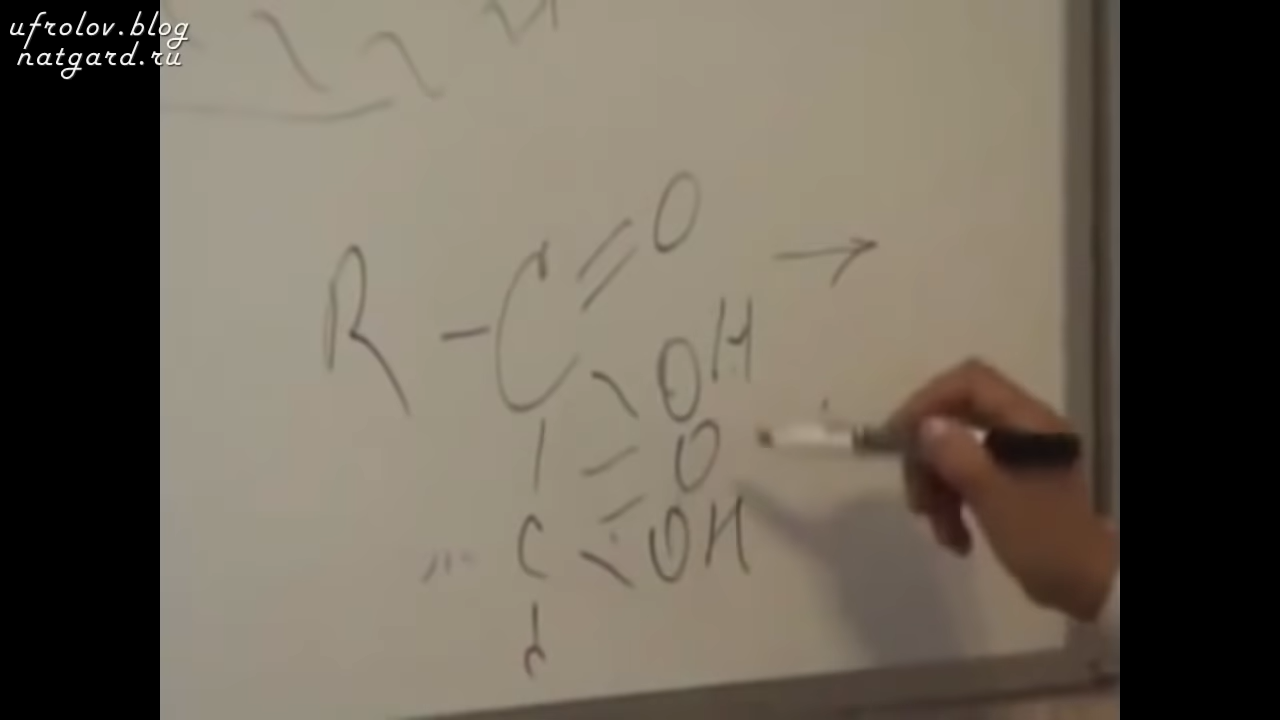 ufrolov.blog
natgard.ru
R - C = O →
OH
= O
C OH
C